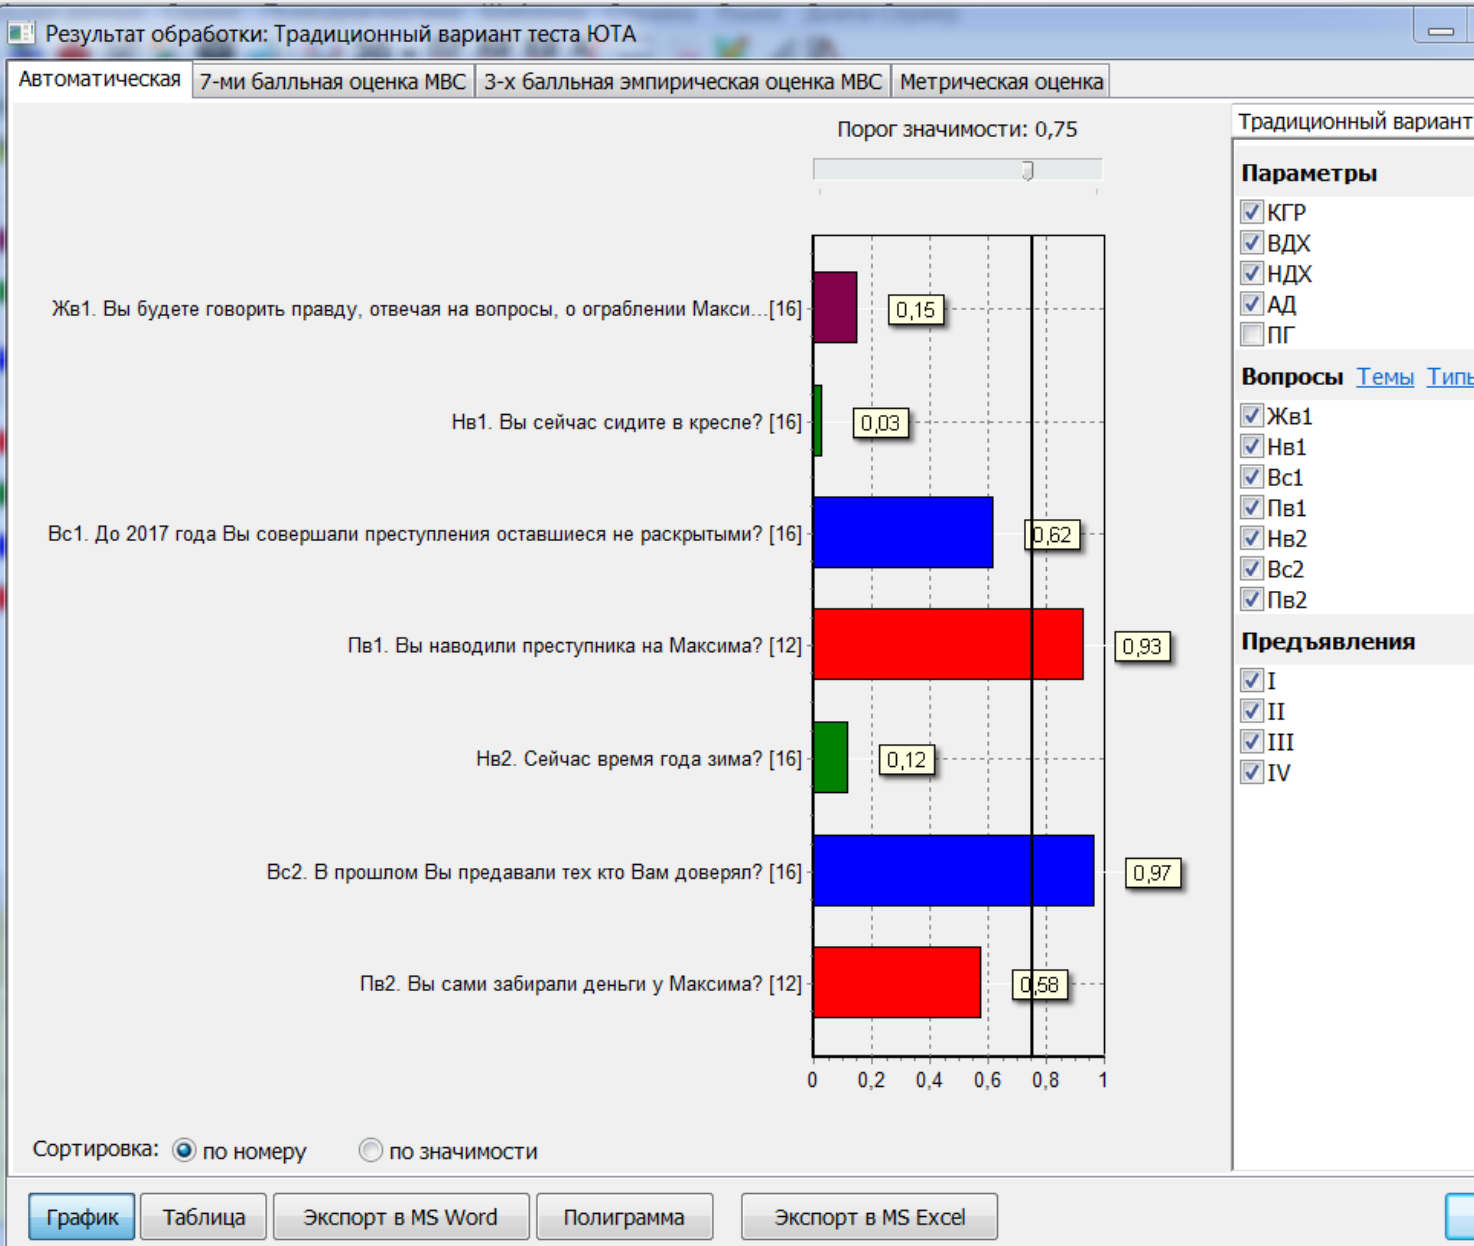 Результат обработки: Традиционный вариант теста ЮТА
Автоматическая 7-ми балльная оценка МВС 3-х балльная эмпирическая оценка МВС Метрическая оценка
Порог значимости: 0,75
Традиционный вариант
Параметры
КГР
ВДХ
НДХ
АД
ПГ
Вопросы Темы Типы
Жв1
Нв1
Вс1
Пв1
Нв2
Вс2
Пв2
Предъявления
I
II
III
IV
Жв1. Вы будете говорить правду, отвечая на вопросы, о ограблении Макси...[16] 0,15
Нв1. Вы сейчас сидите в кресле? [16] 0,03
Вс1. До 2017 года Вы совершали преступления оставшиеся не раскрытыми? [16] 0,62
Пв1. Вы наводили преступника на Максима? [12] 0,93
Нв2. Сейчас время года зима? [16] 0,12
Вс2. В прошлом Вы предавали тех кто Вам доверял? [16] 0,97
Пв2. Вы сами забирали деньги у Максима? [12] 0,58
0 0,2 0,4 0,6 0,8 1
Сортировка: по номеру по значимости
График Таблица Экспорт в MS Word Полиграмма Экспорт в MS Excel